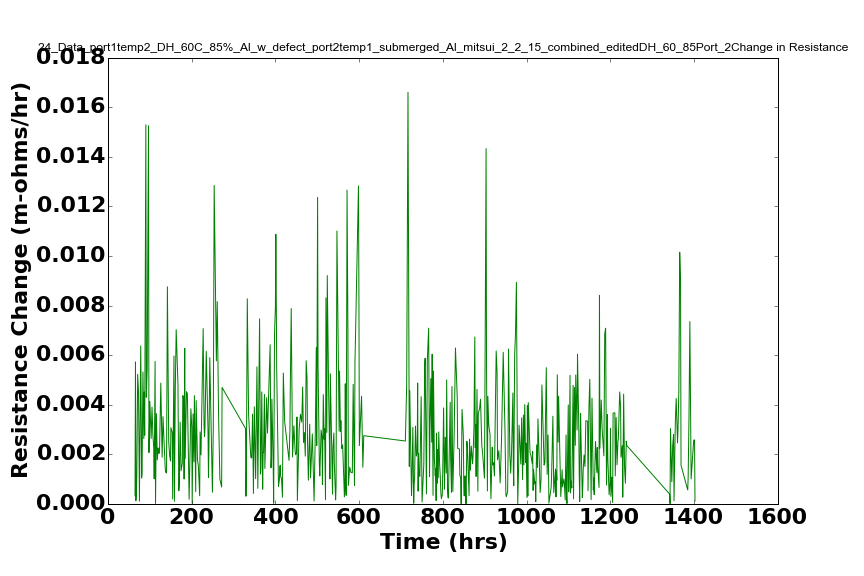 24_Data_port1temp2_DH_60C_85%_Al_w_defect_port2temp1_submerged_Al_mitsui_2_2_15_combined_editedDH_60_85Port_2Change in Resistance
0.018
0.016
0.014
0.012
0.010
0.008
0.006
0.004
0.002
0.000
Resistance Change (m-ohms/hr)
0 200 400 600 800 1000 1200 1400 1600
Time (hrs)